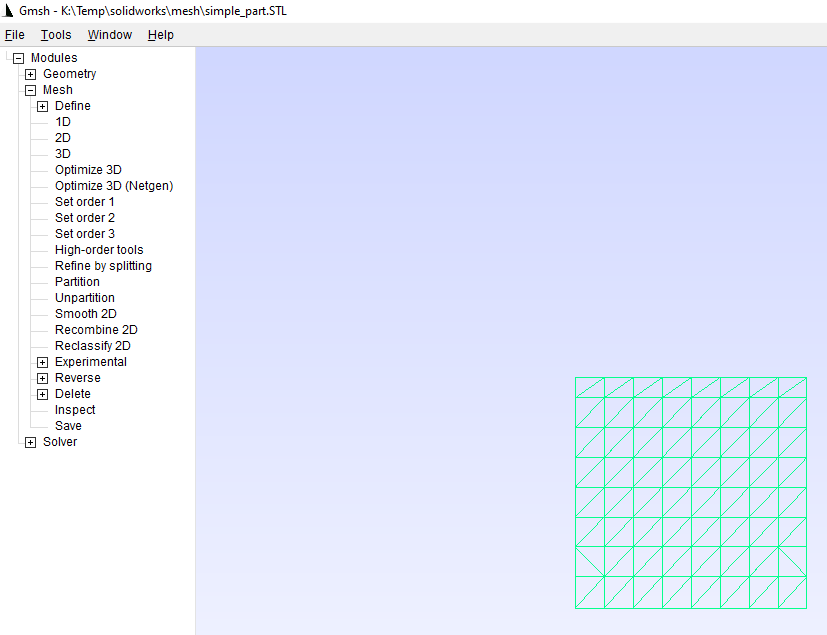 Gmsh - K:\Temp\solidworks\mesh\simple_part.STL
File Tools Window Help
Modules
Geometry
Mesh
Define
1D
2D
3D
Optimize 3D
Optimize 3D (Netgen)
Set order 1
Set order 2
Set order 3
High-order tools
Refine by splitting
Partition
Unpartition
Smooth 2D
Recombine 2D
Reclassify 2D
Experimental
Reverse
Delete
Inspect
Save
Solver